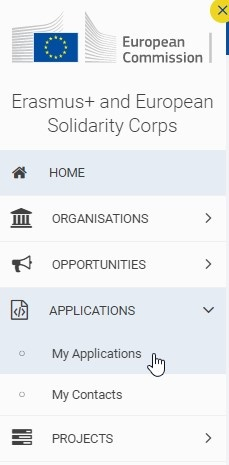 European
Commission
Erasmus+ and European
Solidarity Corps
HOME
ORGANISATIONS
OPPORTUNITIES
APPLICATIONS
My Applications
My Contacts
PROJECTS